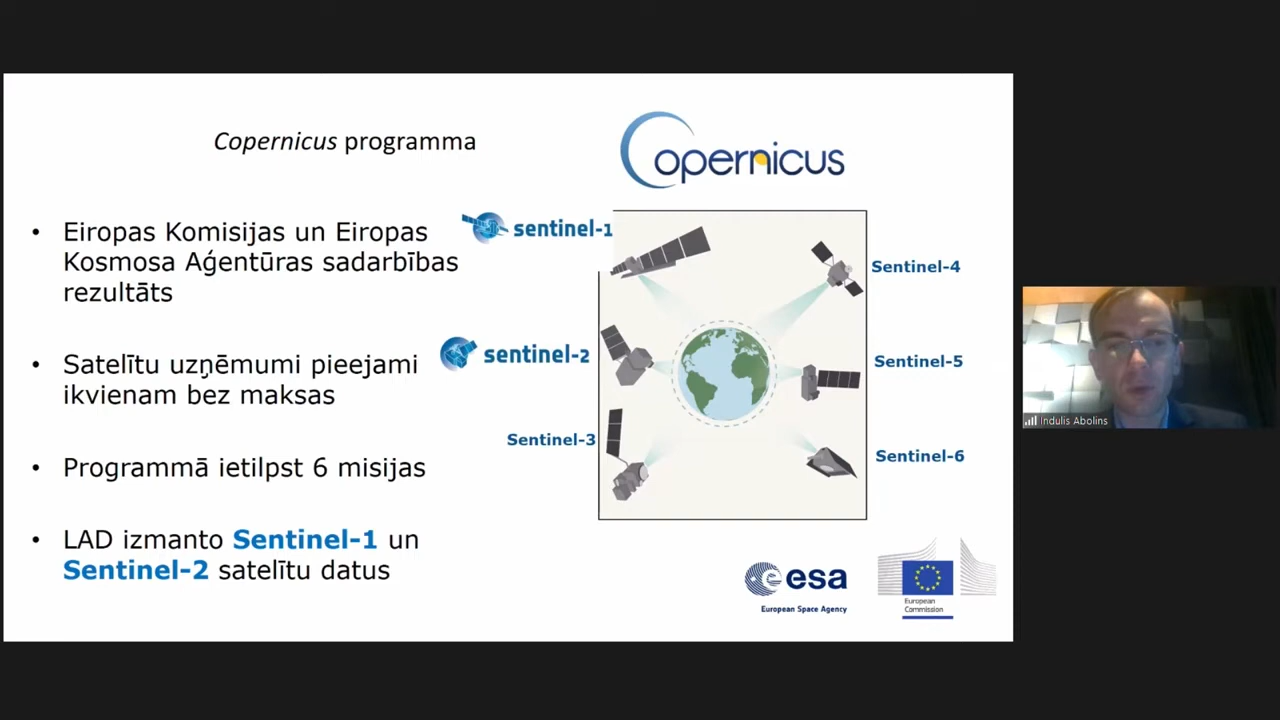 Copernicus programma
Copernicus
• Eiropas Komisijas un Eiropas
Kosmosa Aģentūras sadarbības
rezultāts
• Satelītu uzņēmumi pieejami
ikvienam bez maksas
• Programmā ietilpst 6 misijas
• LAD izmanto Sentinel-1 un
Sentinel-2 satelītu datus
sentinel-1
sentinel-2
Sentinel-3
Sentinel-4
Sentinel-5
Sentinel-6
esa
European Space Agency
European
Commission
Indulis Abolins